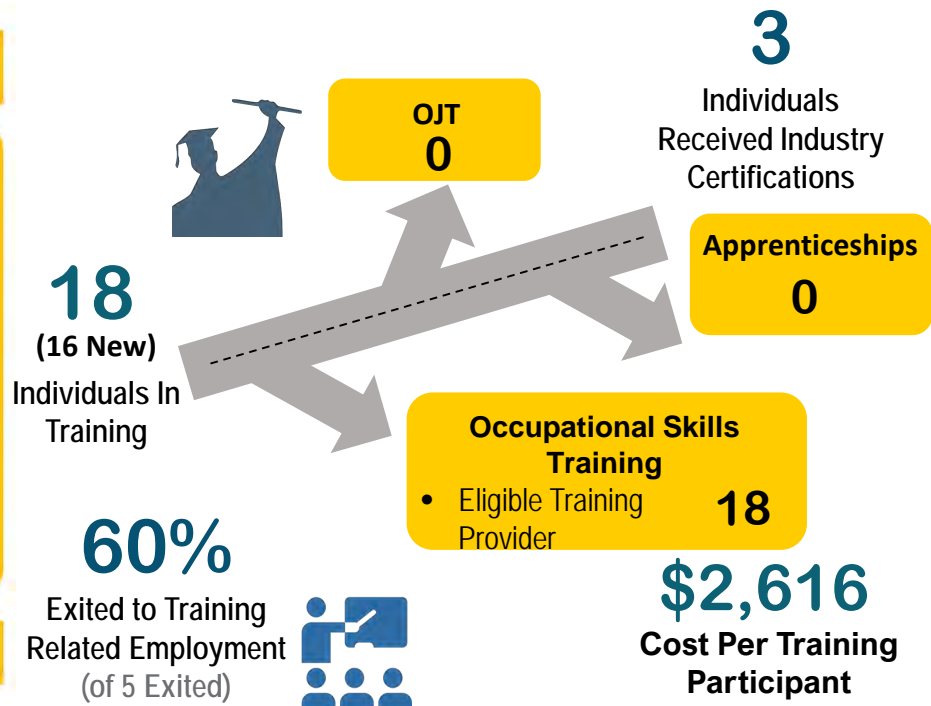 OJT
0
3
Individuals
Received Industry
Certifications
Apprenticeships
0
18
(16 New)
Individuals In
Training
Occupational Skills
Training
• Eligible Training
Provider
18
60%
Exited to Training
Related Employment
(of 5 Exited)
$2,616
Cost Per Training
Participant